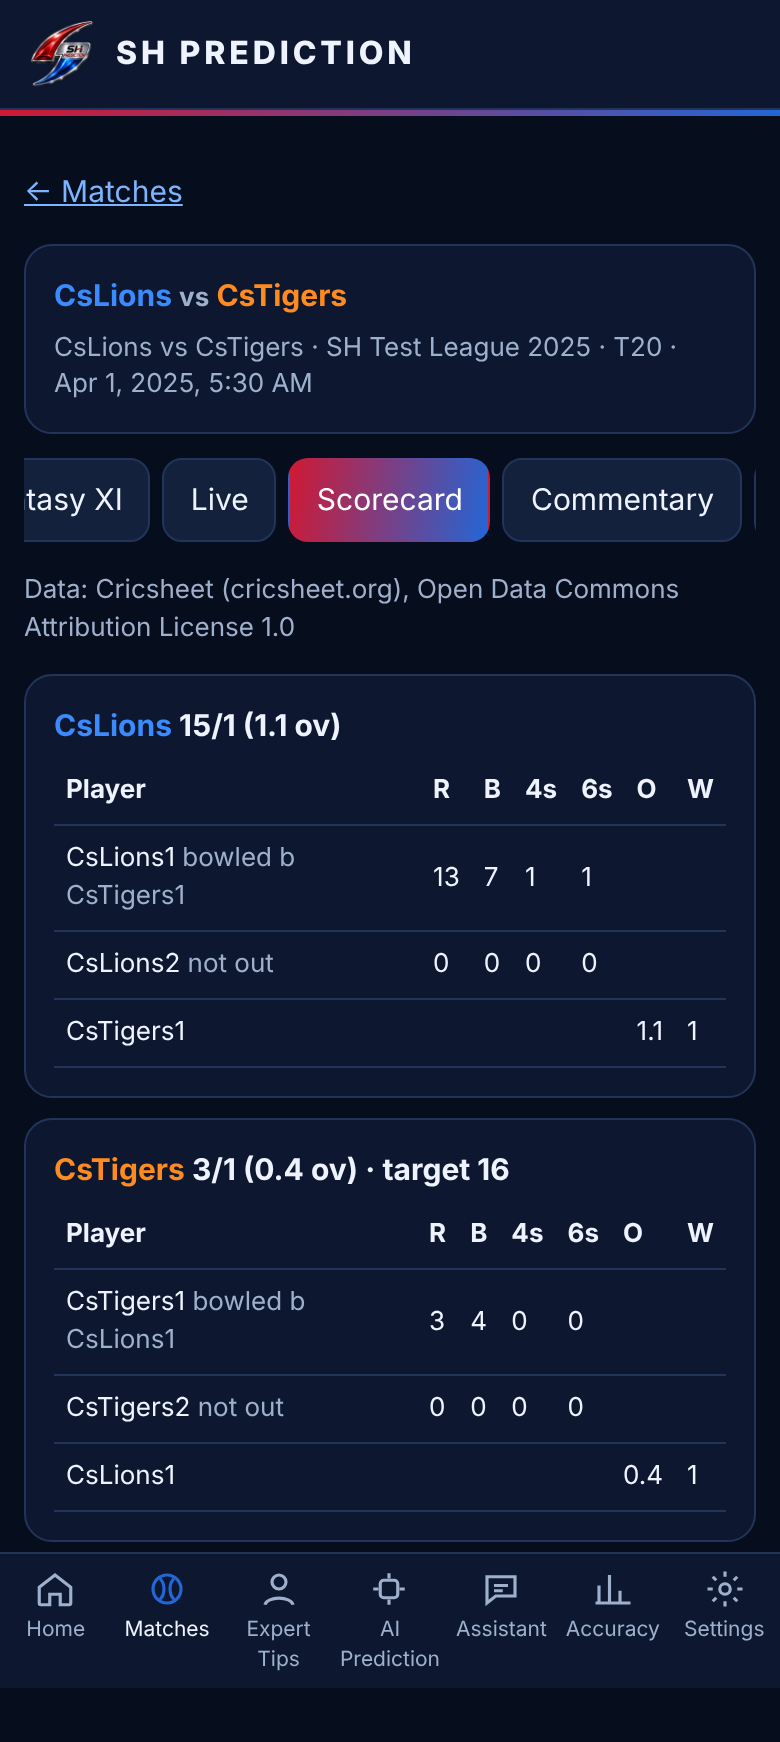 SH PREDICTION
← Matches
CsLions vs CsTigers
CsLions vs CsTigers · SH Test League 2025 · T20 ·
Apr 1, 2025, 5:30 AM
tasy XI
Live
Scorecard
Commentary
Data: Cricsheet (cricsheet.org), Open Data Commons
Attribution License 1.0
CsLions 15/1 (1.1 ov)
Player R B 4s 6s O W
CsLions1 bowled b
CsTigers1
13 7 1 1
CsLions2 not out 0 0 0 0
CsTigers1 1.1 1
CsTigers 3/1 (0.4 ov) · target 16
Player R B 4s 6s O W
CsTigers1 bowled b
CsLions1
3 4 0 0
CsTigers2 not out 0 0 0 0
CsLions1 0.4 1
Home
Matches
Expert
Tips
AI
Prediction
Assistant
Accuracy
Settings